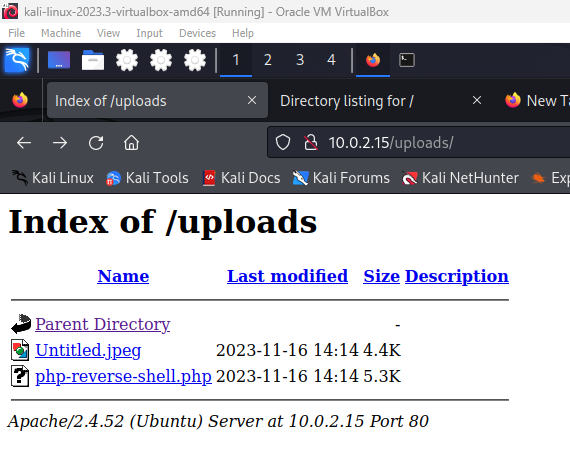 kali-linux-2023.3-virtualbox-amd64 [Running] - Oracle VM VirtualBox
File Machine View Input Devices Help
1 2 3 4
Index of /uploads Directory listing for / New Ta
10.0.2.15/uploads/
Kali Linux Kali Tools Kali Docs Kali Forums Kali NetHunter Exp
Index of /uploads
Name Last modified Size Description
Parent Directory -
Untitled.jpeg 2023-11-16 14:14 4.4K
php-reverse-shell.php 2023-11-16 14:14 5.3K
Apache/2.4.52 (Ubuntu) Server at 10.0.2.15 Port 80